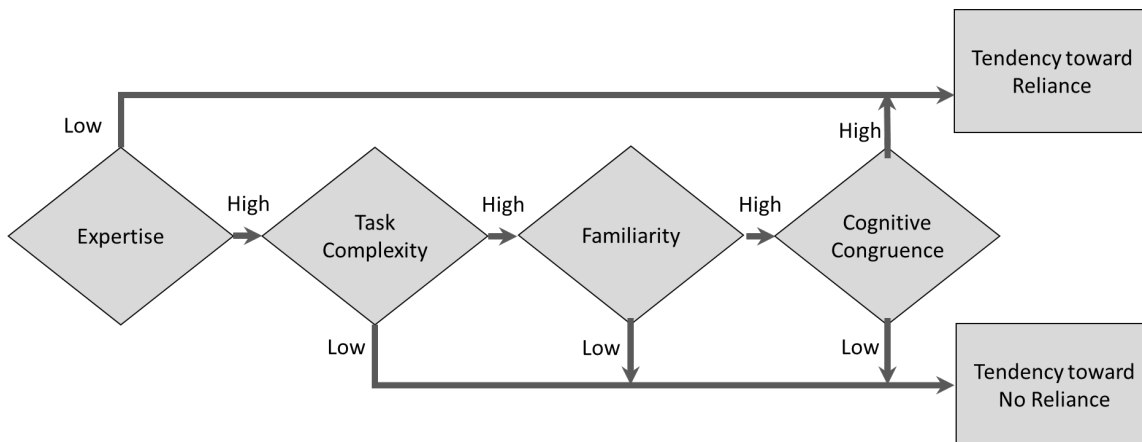 Tendency toward
Reliance
Low
High
High
High
High
Expertise
Task
Complexity
Familiarity
Cognitive
Congruence
Low
Low
Low
Tendency toward
No Reliance